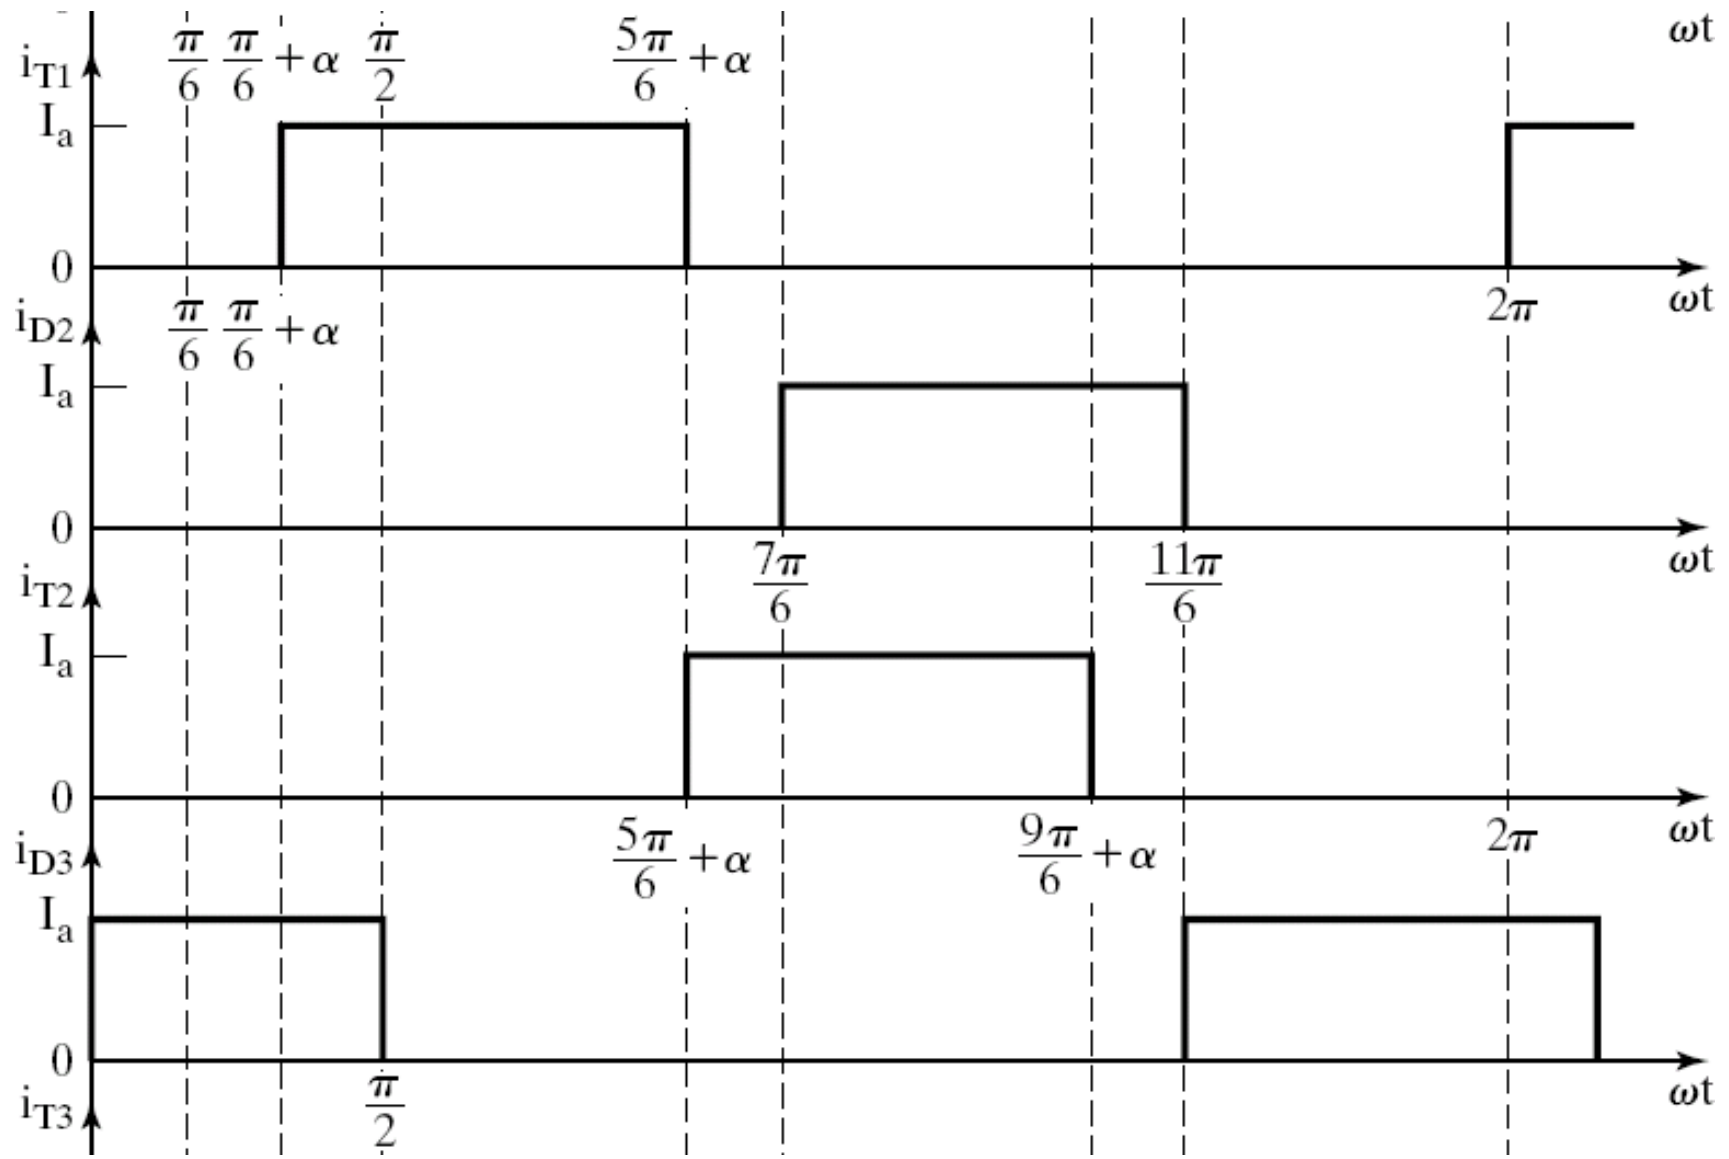 ωt
i_T1
π/6 π/6 + α π/2 5π/6 + α
I_a
0
2π ωt
i_D2
π/6 π/6 + α
I_a
0
7π/6 11π/6 ωt
i_T2
I_a
0
5π/6 + α 9π/6 + α 2π ωt
i_D3
I_a
0
π/2 ωt
i_T3